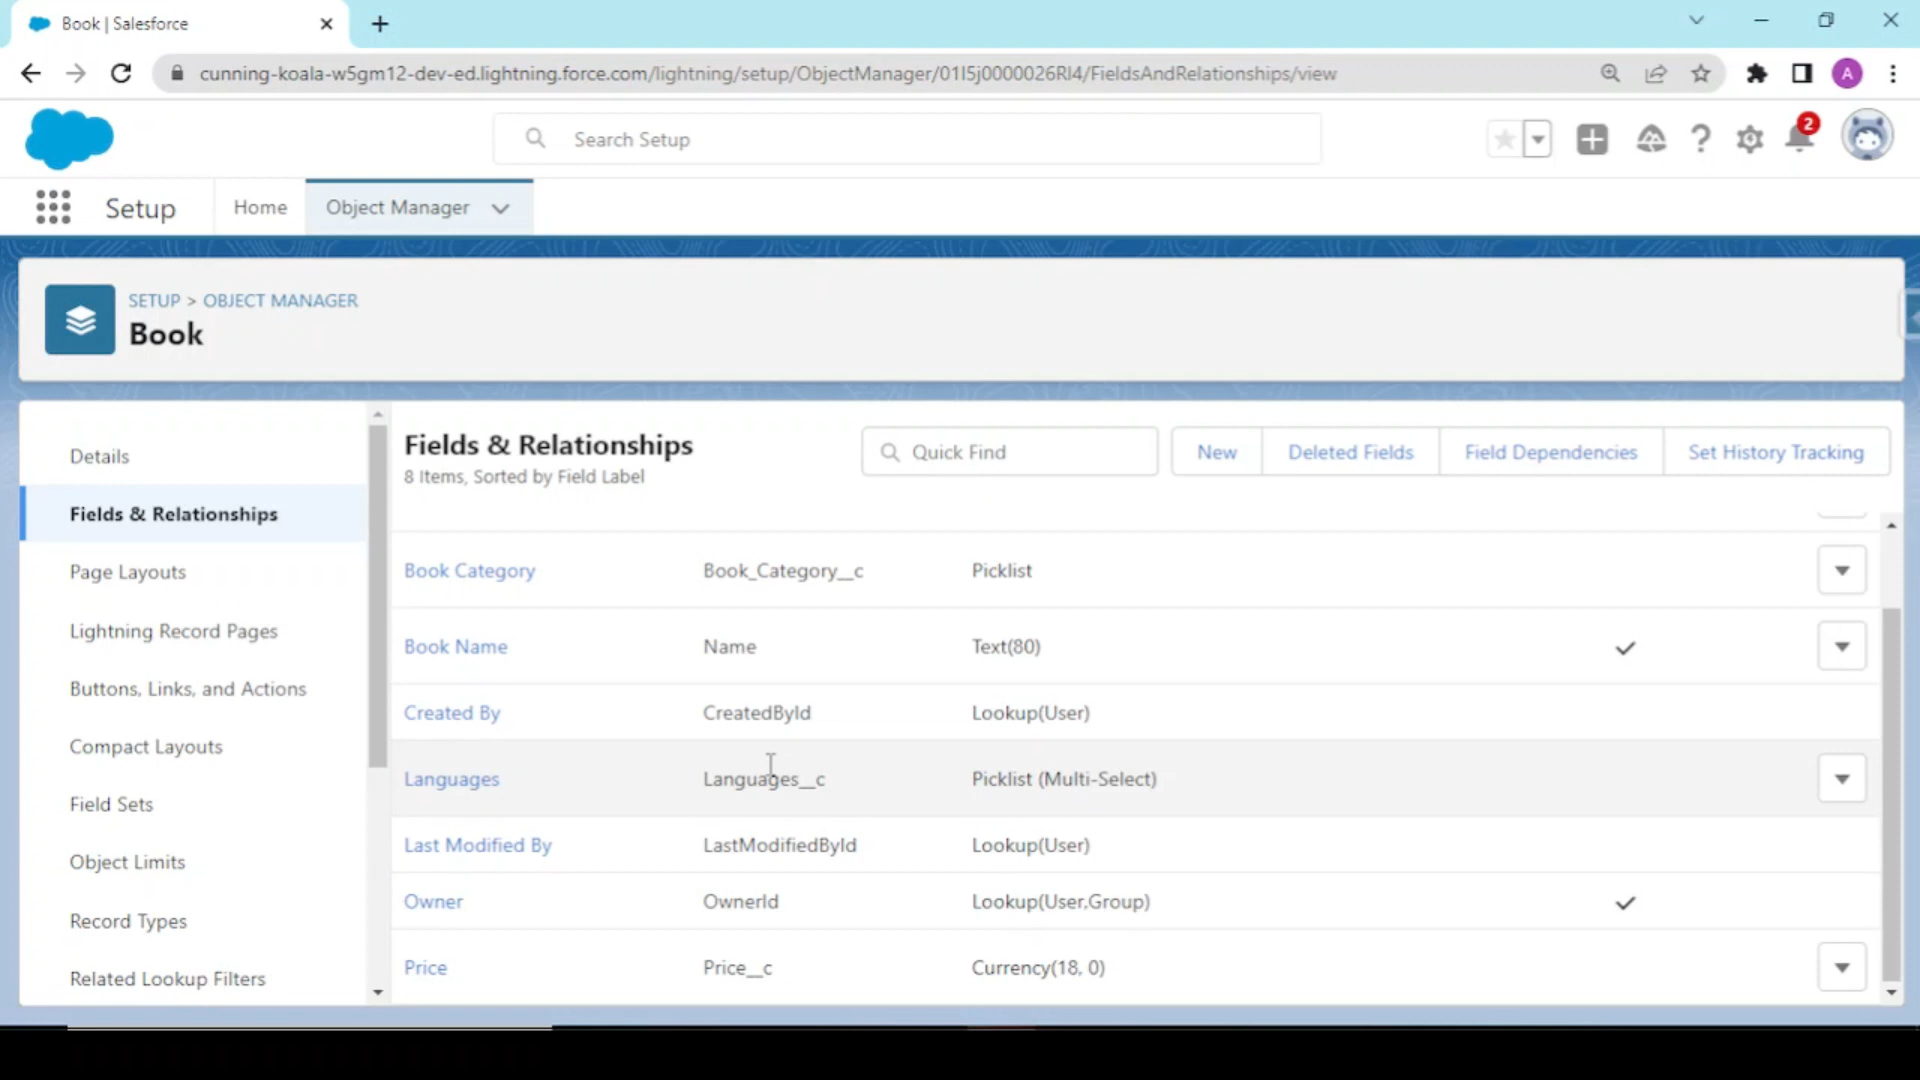 Book | Salesforce
cunning-koala-w5gm12-dev-ed.lightning.force.com/lightning/setup/ObjectManager/01I5j0000026RI4/FieldsAndRelationships/view
A
Search Setup
2
Setup
Home
Object Manager
SETUP > OBJECT MANAGER
Book
Details
Fields & Relationships
Page Layouts
Lightning Record Pages
Buttons, Links, and Actions
Compact Layouts
Field Sets
Object Limits
Record Types
Related Lookup Filters
Fields & Relationships
8 Items, Sorted by Field Label
Quick Find
New
Deleted Fields
Field Dependencies
Set History Tracking
Book Category Book_Category__c Picklist
Book Name Name Text(80)
Created By CreatedById Lookup(User)
Languages Languages__c Picklist (Multi-Select)
Last Modified By LastModifiedById Lookup(User)
Owner OwnerId Lookup(User,Group)
Price Price__c Currency(18, 0)